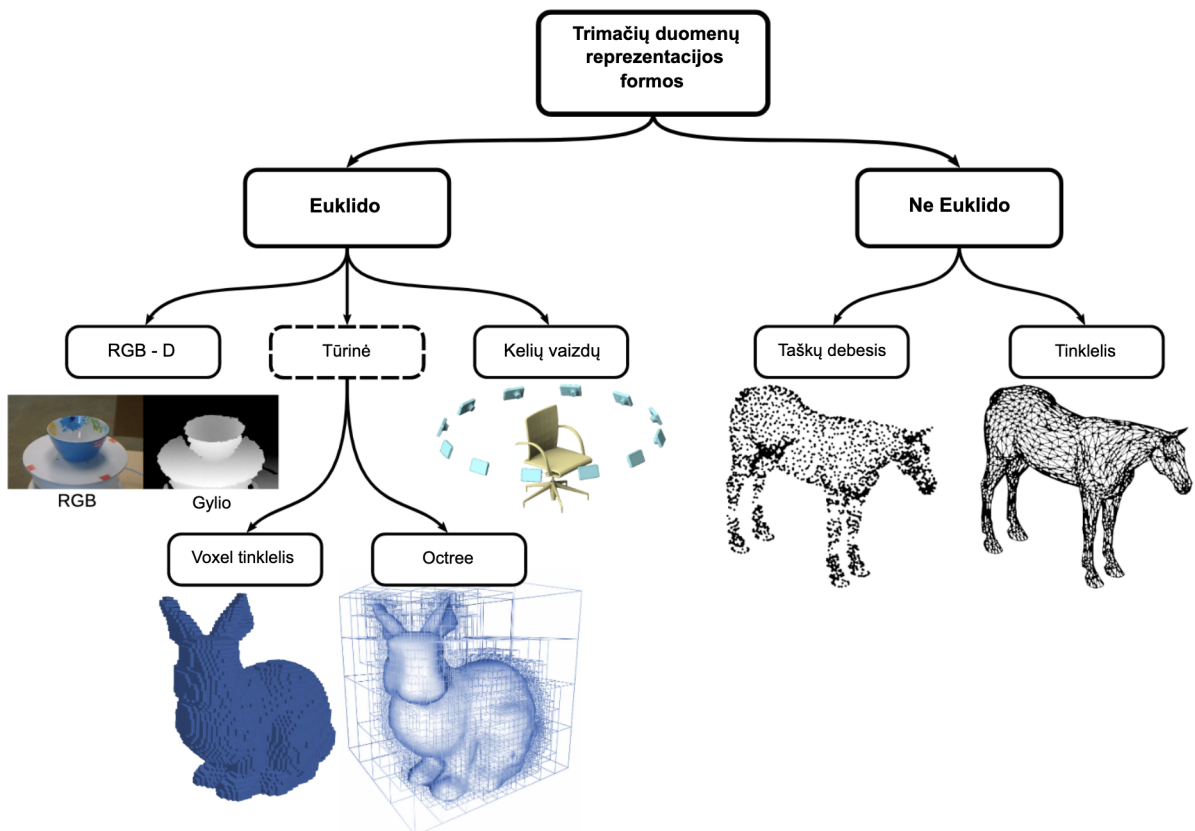 Trimačių duomenų
reprezentacijos
formos
Euklido
Ne Euklido
RGB - D
Tūrinė
Kelių vaizdų
Taškų debesis
Tinklelis
RGB
Gylio
Voxel tinklelis
Octree